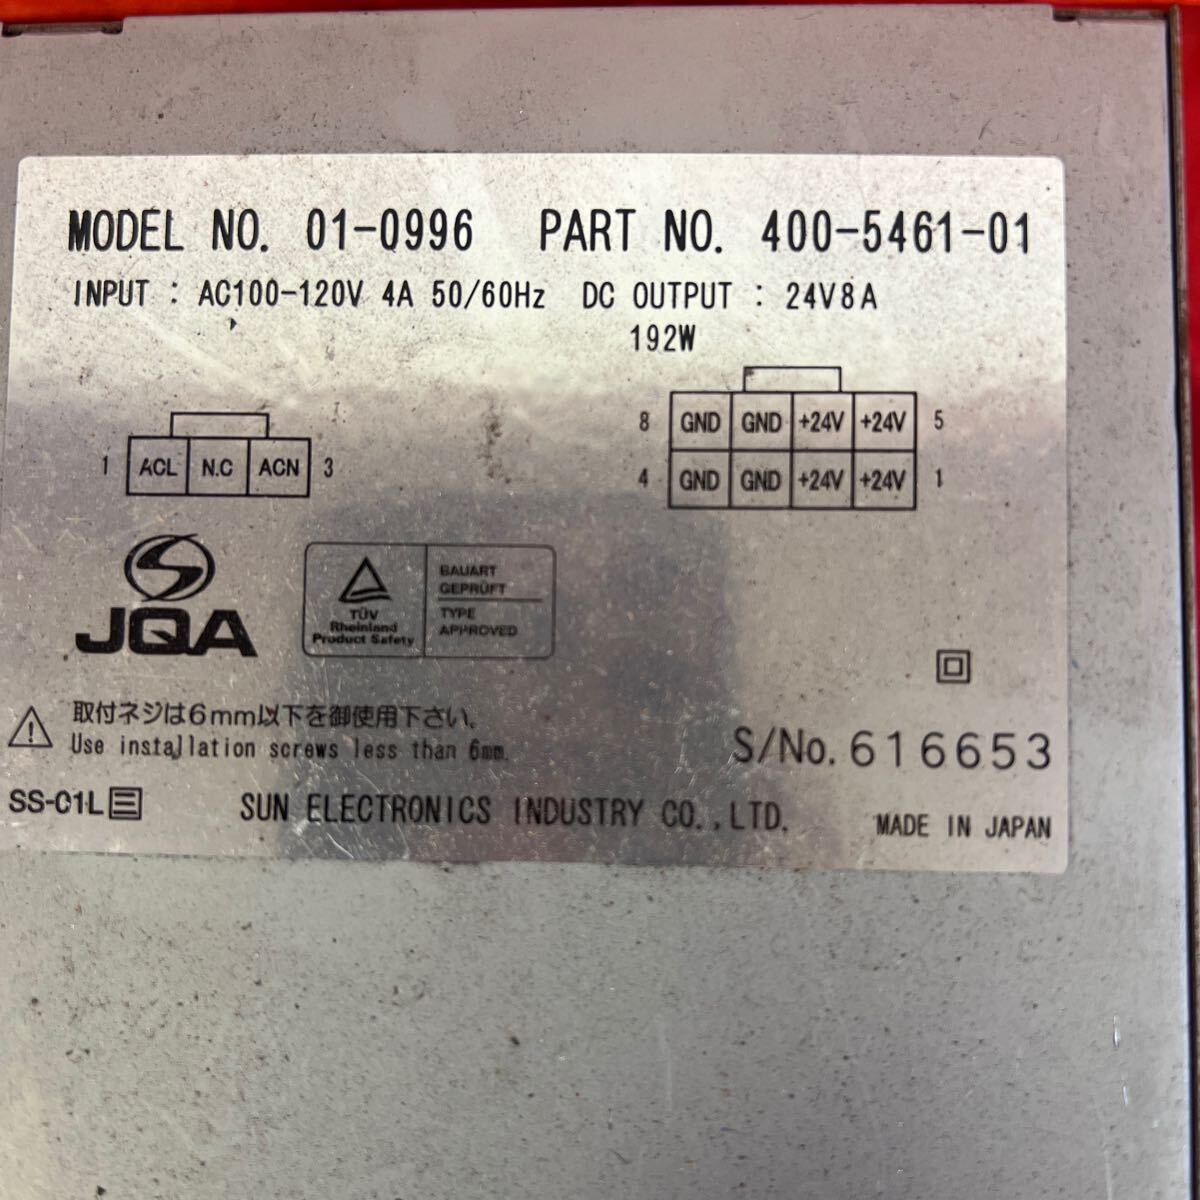 MODEL NO. 01-0996 PART NO. 400-5461-01
INPUT : AC100-120V 4A 50/60Hz DC OUTPUT : 24V8A
192W
8 GND GND +24V +24V 5
1 ACL N.C ACN 3
4 GND GND +24V +24V 1
JQA
TÜV
Rheinland
Product Safety
BAUART
GEPRÜFT
TYPE
APPROVED
取付ネジは6mm以下を御使用下さい。
Use installation screws less than 6mm.
S/No. 616653
SS-01L
SUN ELECTRONICS INDUSTRY CO.,LTD.
MADE IN JAPAN